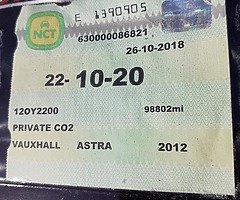 E 1390905
NCT
630000086821
26-10-2018
22-10-20
12OY2200 98802mi
PRIVATE CO2
VAUXHALL ASTRA 2012